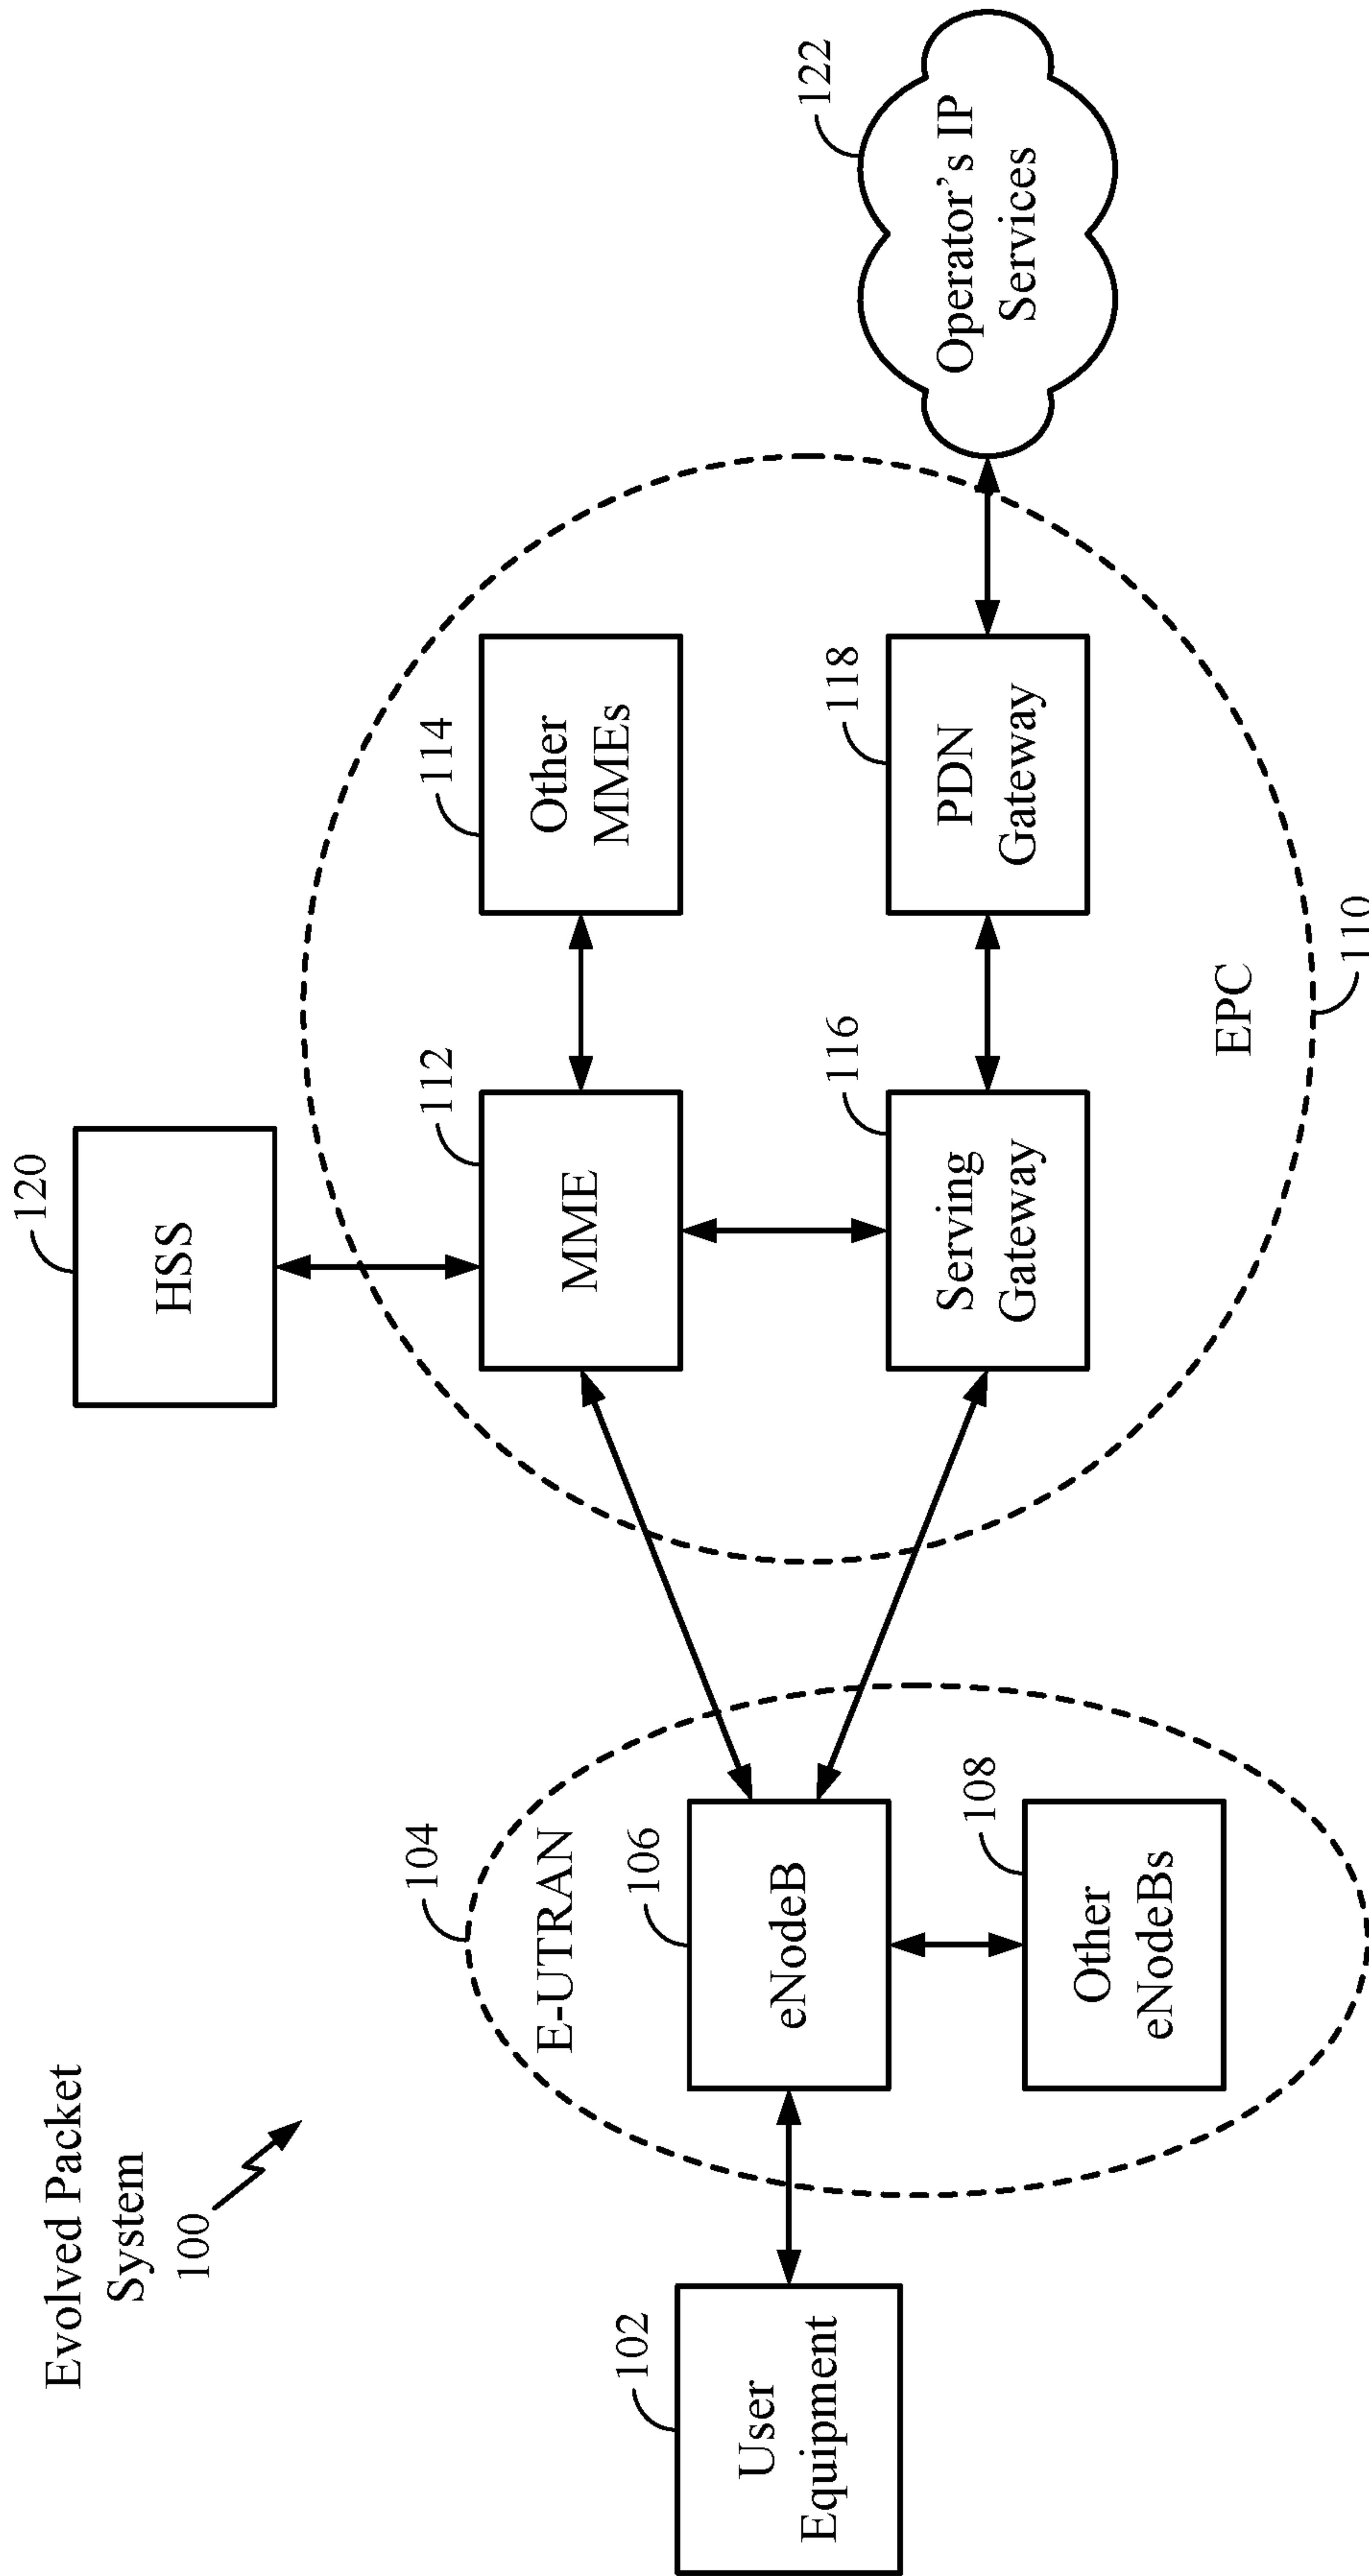 Evolved Packet
System
100
120
HSS
104
E-UTRAN
112
MME
114
Other
MMEs
102
User
Equipment
106
eNodeB
108
Other
eNodeBs
116
Serving
Gateway
118
PDN
Gateway
122
Operator's IP
Services
EPC
110